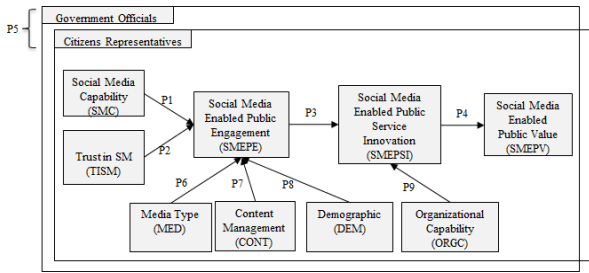 Government Officials
P5
Citizens Representatives
Social Media
Capability
(SMC)
P1
Trust in SM
(TISM)
P2
Social Media
Enabled Public
Engagement
(SMEPE)
P3
Social Media
Enabled Public
Service
Innovation
(SMEPSI)
P4
Social Media
Enabled
Public Value
(SMEPV)
P6
P7
P8
P9
Media Type
(MED)
Content
Management
(CONT)
Demographic
(DEM)
Organizational
Capability
(ORGC)